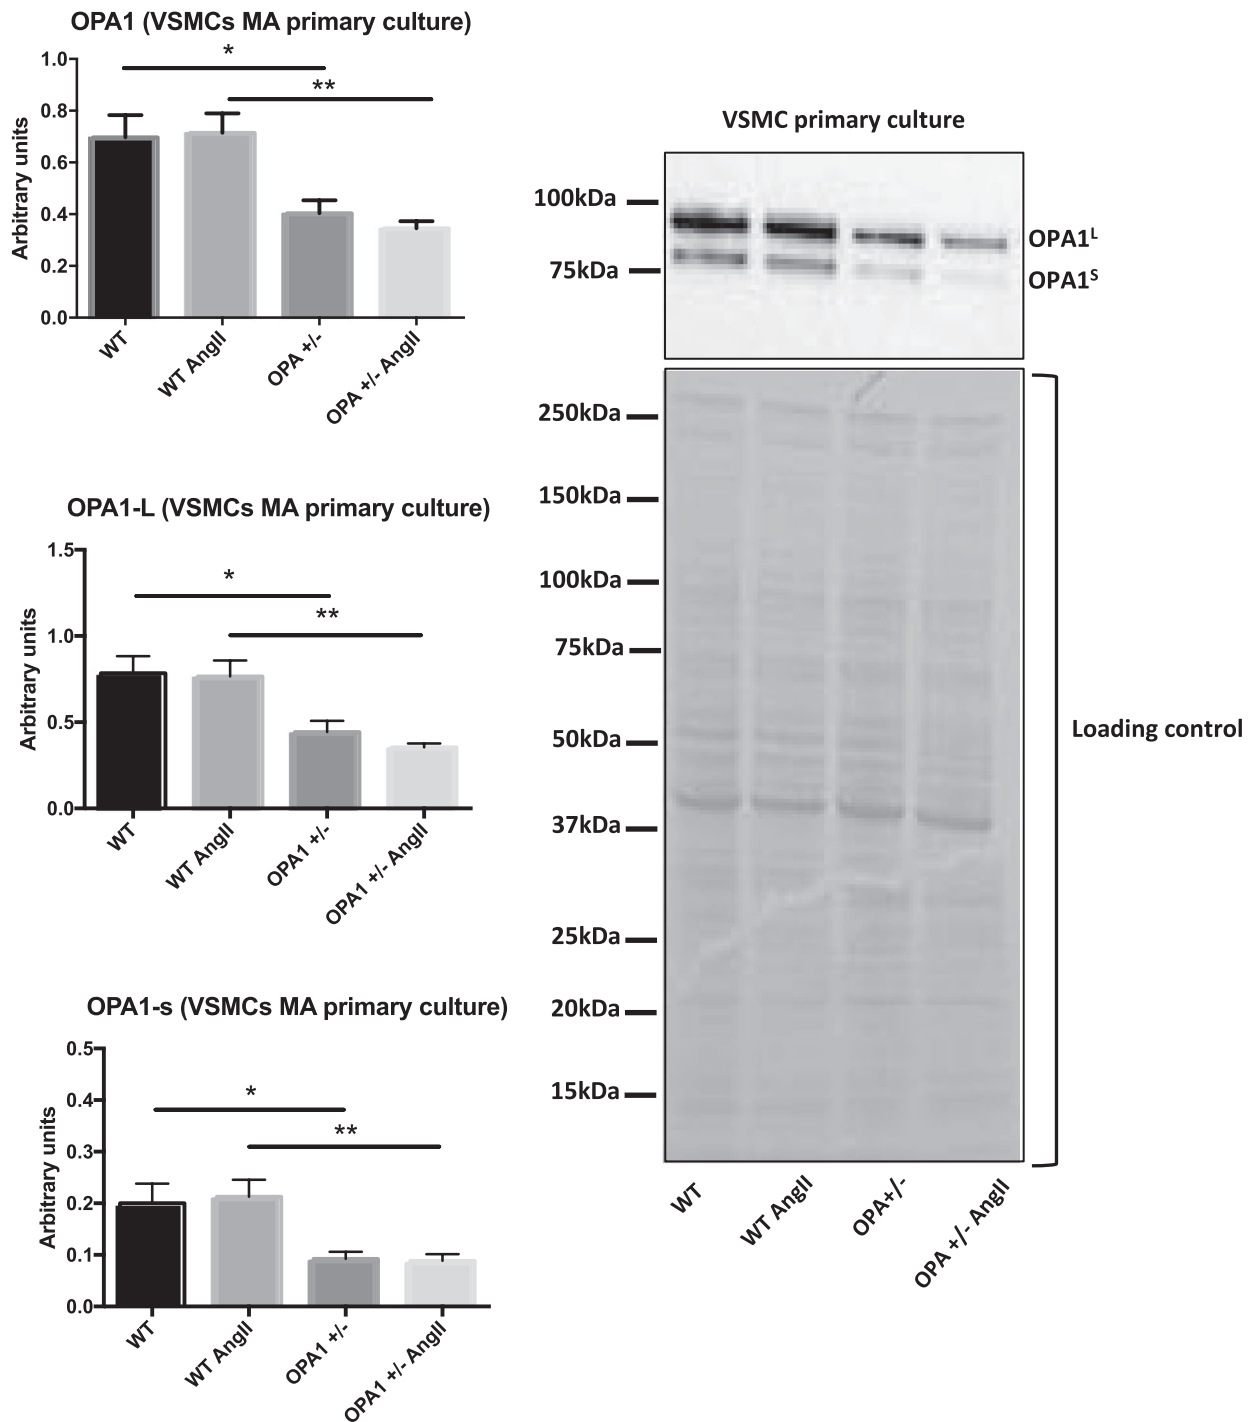 OPA1 (VSMCs MA primary culture)
*
**
Arbitrary units
1.0
0.8
0.6
0.4
0.2
0.0
WT
WT AngII
OPA +/-
OPA +/- AngII
OPA1-L (VSMCs MA primary culture)
*
**
Arbitrary units
1.5
1.0
0.5
0.0
WT
WT AngII
OPA1 +/-
OPA1 +/- AngII
OPA1-s (VSMCs MA primary culture)
*
**
Arbitrary units
0.5
0.4
0.3
0.2
0.1
0.0
WT
WT AngII
OPA1 +/-
OPA1 +/- AngII
VSMC primary culture
100kDa
75kDa
OPA1L
OPA1S
250kDa
150kDa
100kDa
75kDa
50kDa
37kDa
25kDa
20kDa
15kDa
Loading control
WT
WT AngII
OPA+/-
OPA +/- AngII